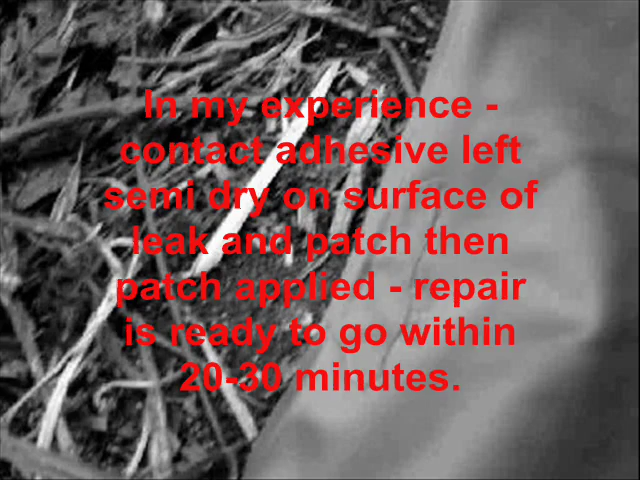 In my experience -
contact adhesive left
semi dry on surface of
leak and patch then
patch applied - repair
is ready to go within
20-30 minutes.